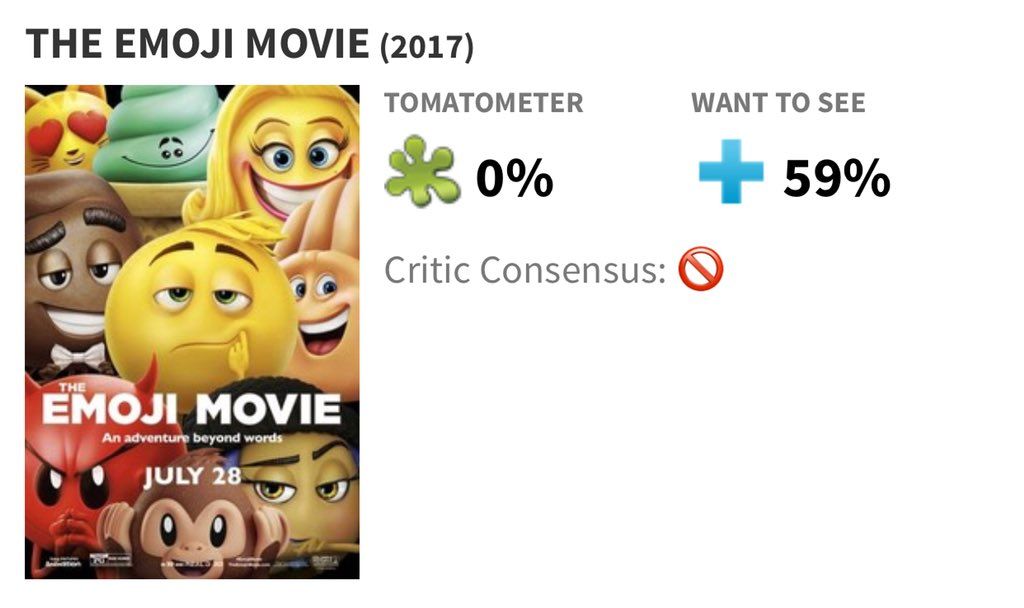 THE EMOJI MOVIE (2017)
TOMATOMETER
0%
WANT TO SEE
59%
Critic Consensus: 🚫
THE
EMOJI MOVIE
An adventure beyond words
JULY 28